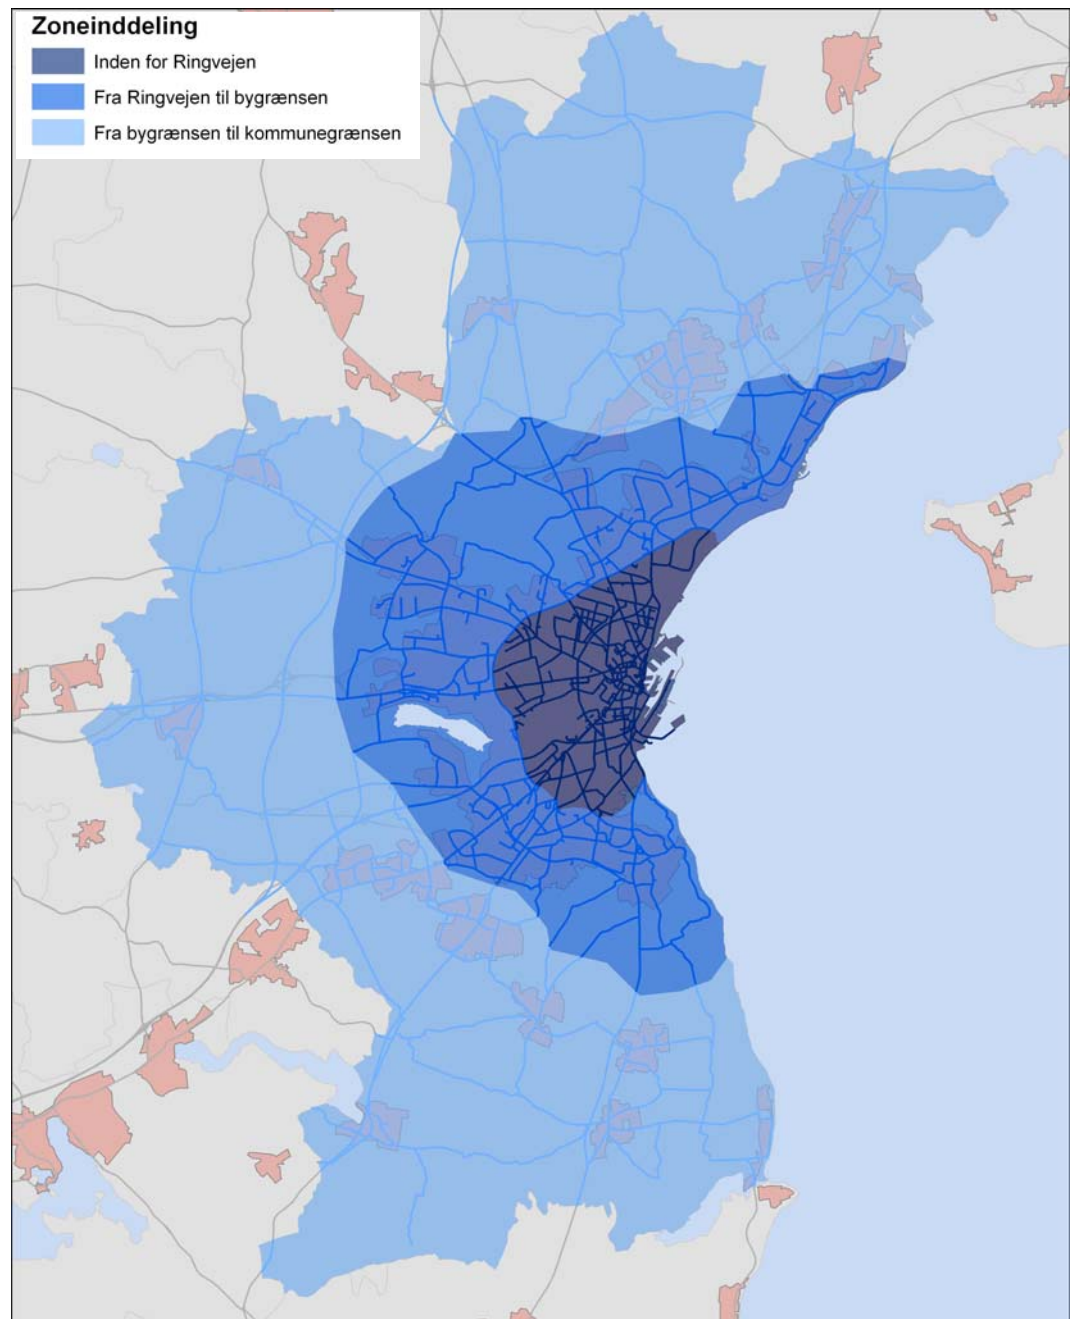 Zoneinddeling
Inden for Ringvejen
Fra Ringvejen til bygrænsen
Fra bygrænsen til kommunegrænsen